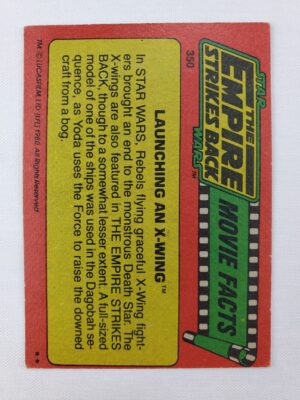 350
STAR
THE
EMPIRE
STRIKES BACK
WARS™
MOVIE FACTS
LAUNCHING AN X-WING™
In STAR WARS, Rebels flying graceful X-Wing fight-
ers brought an end to the monstrous Death Star. The
X-wings are also featured in THE EMPIRE STRIKES
BACK, though to a somewhat lesser extent. A full-sized
model of one of the ships was used in the Dagobah se-
quence, as Yoda uses the Force to raise the downed
craft from a bog.
TM: © LUCASFILM, LTD. (LFL) 1980. All Rights Reserved
**